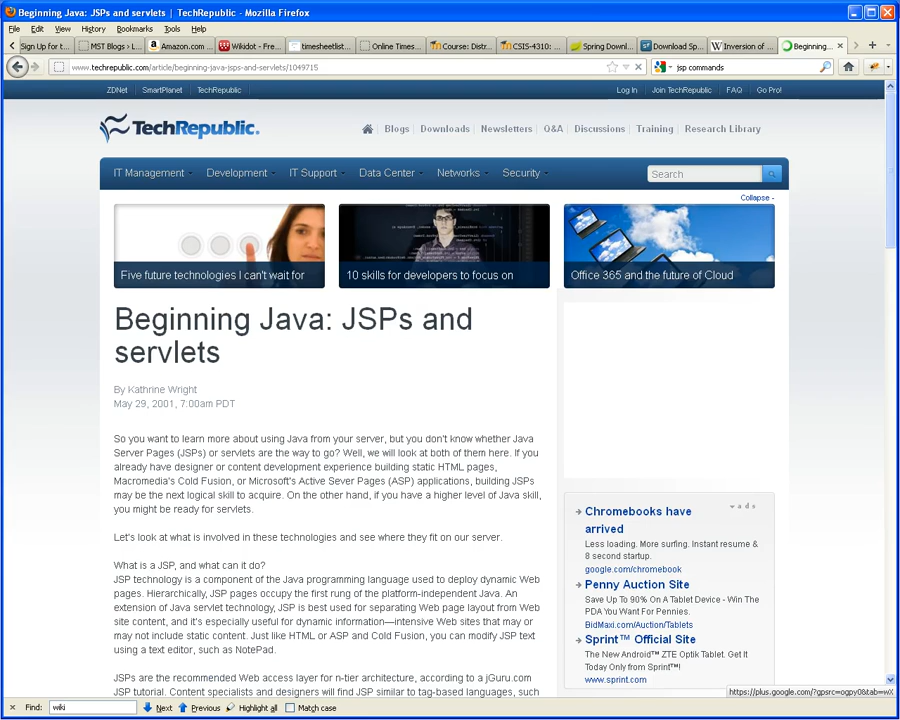 Beginning Java: JSPs and servlets | TechRepublic - Mozilla Firefox
File Edit View History Bookmarks Tools Help
Sign Up for t... MST Blogs ‹ L... Amazon.com ... Wikidot - Fre... timesheetlist... Online Times... Course: Distr... CSIS-4310: ... Spring Downl... Download Sp... Inversion of ... Beginning...
www.techrepublic.com/article/beginning-java-jsps-and-servlets/1049715
jsp commands
ZDNet SmartPlanet TechRepublic Log In Join TechRepublic FAQ Go Pro!
TechRepublic. Blogs Downloads Newsletters Q&A Discussions Training Research Library
IT Management Development IT Support Data Center Networks Security Search
Collapse -
Five future technologies I can't wait for
10 skills for developers to focus on
Office 365 and the future of Cloud
Beginning Java: JSPs and
servlets
By Kathrine Wright
May 29, 2001, 7:00am PDT
So you want to learn more about using Java from your server, but you don't know whether Java
Server Pages (JSPs) or servlets are the way to go? Well, we will look at both of them here. If you
already have designer or content development experience building static HTML pages,
Macromedia's Cold Fusion, or Microsoft's Active Sever Pages (ASP) applications, building JSPs
may be the next logical skill to acquire. On the other hand, if you have a higher level of Java skill,
you might be ready for servlets.
Let's look at what is involved in these technologies and see where they fit on our server.
What is a JSP, and what can it do?
JSP technology is a component of the Java programming language used to deploy dynamic Web
pages. Hierarchically, JSP pages occupy the first rung of the platform-independent Java. An
extension of Java servlet technology, JSP is best used for separating Web page layout from Web
site content, and it's especially useful for dynamic information—intensive Web sites that may or
may not include static content. Just like HTML or ASP and Cold Fusion, you can modify JSP text
using a text editor, such as NotePad.
JSPs are the recommended Web access layer for n-tier architecture, according to a jGuru.com
JSP tutorial. Content specialists and designers will find JSP similar to tag-based languages, such
ads
Chromebooks have
arrived
Less loading. More surfing. Instant resume &
8 second startup.
google.com/chromebook
Penny Auction Site
Save Up To 90% On A Tablet Device - Win The
PDA You Want For Pennies.
BidMaxi.com/Auction/Tablets
Sprint™ Official Site
The New Android™ ZTE Optik Tablet. Get It
Today Only from Sprint™!
www.sprint.com
https://plus.google.com/?gpsrc=ogpy0&tab=wX
Find: wiki Next Previous Highlight all Match case